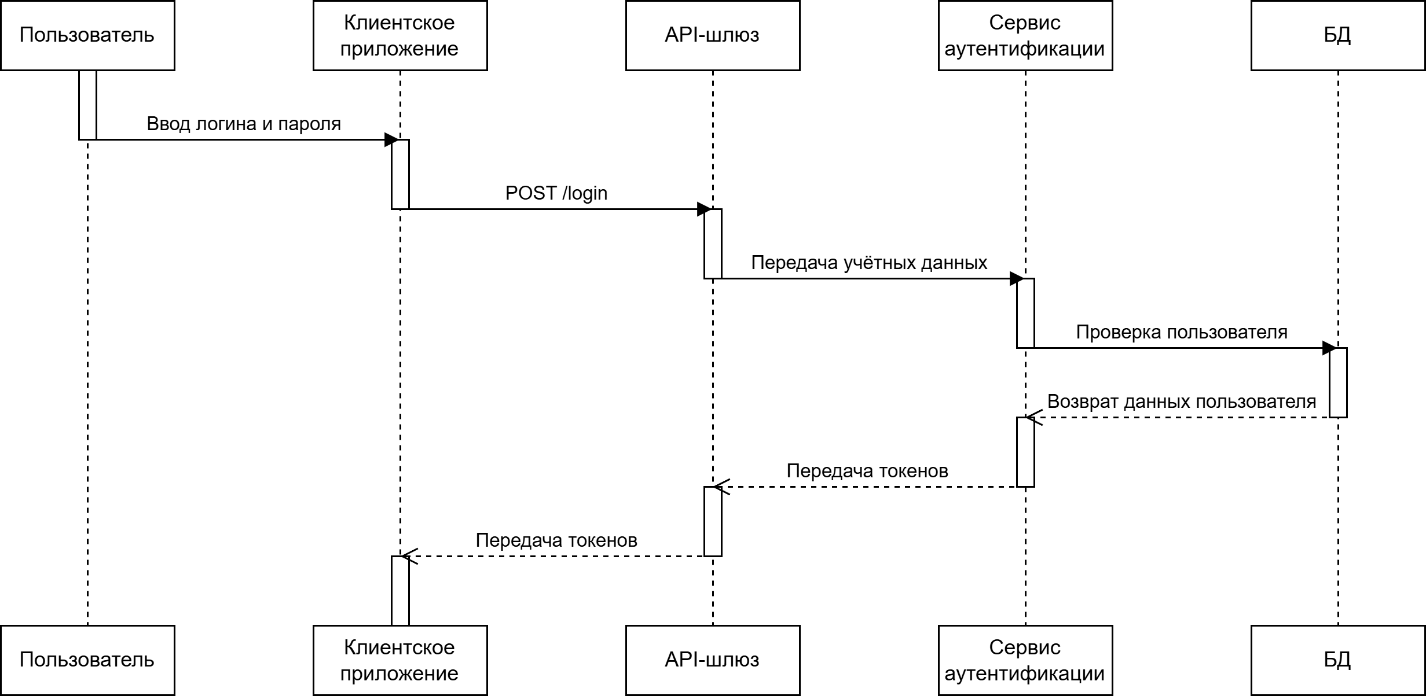 Пользователь
Клиентское
приложение
API-шлюз
Сервис
аутентификации
БД
Ввод логина и пароля
POST /login
Передача учётных данных
Проверка пользователя
Возврат данных пользователя
Передача токенов
Передача токенов
Пользователь
Клиентское
приложение
API-шлюз
Сервис
аутентификации
БД